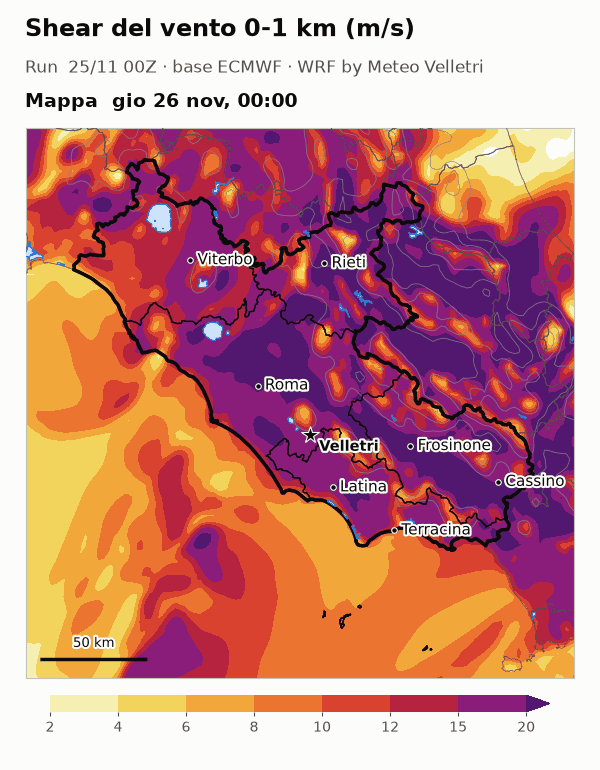 Shear del vento 0-1 km (m/s)
Run  25/11 00Z · base ECMWF · WRF by Meteo Velletri
Mappa  gio 26 nov, 00:00
Viterbo
Rieti
Roma
Velletri
Frosinone
Latina
Cassino
Terracina
50 km
2 4 6 8 10 12 15 20